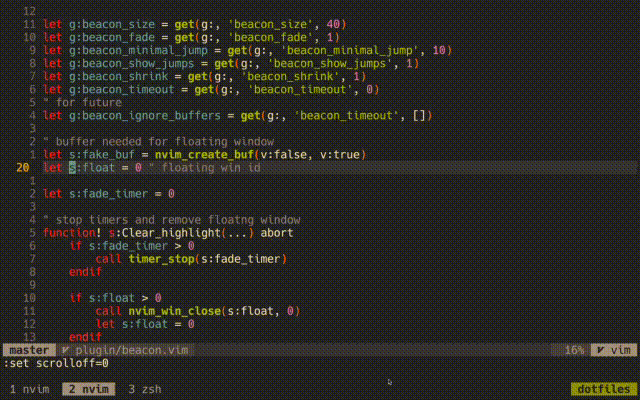 12
11 let g:beacon_size = get(g:, 'beacon_size', 40)
10 let g:beacon_fade = get(g:, 'beacon_fade', 1)
9 let g:beacon_minimal_jump = get(g:, 'beacon_minimal_jump', 10)
8 let g:beacon_show_jumps = get(g:, 'beacon_show_jumps', 1)
7 let g:beacon_shrink = get(g:, 'beacon_shrink', 1)
6 let g:beacon_timeout = get(g:, 'beacon_timeout', 0)
5 " for future
4 let g:beacon_ignore_buffers = get(g:, 'beacon_timeout', [])
3
2 " buffer needed for floating window
1 let s:fake_buf = nvim_create_buf(v:false, v:true)
20 let s:float = 0 " floating win id
1
2 let s:fade_timer = 0
3
4 " stop timers and remove floatng window
5 function! s:Clear_highlight(...) abort
6 if s:fade_timer > 0
7 call timer_stop(s:fade_timer)
8 endif
9
10 if s:float > 0
11 call nvim_win_close(s:float, 0)
12 let s:float = 0
13 endif
master plugin/beacon.vim 16% vim
:set scrolloff=0
1 nvim 2 nvim 3 zsh dotfiles